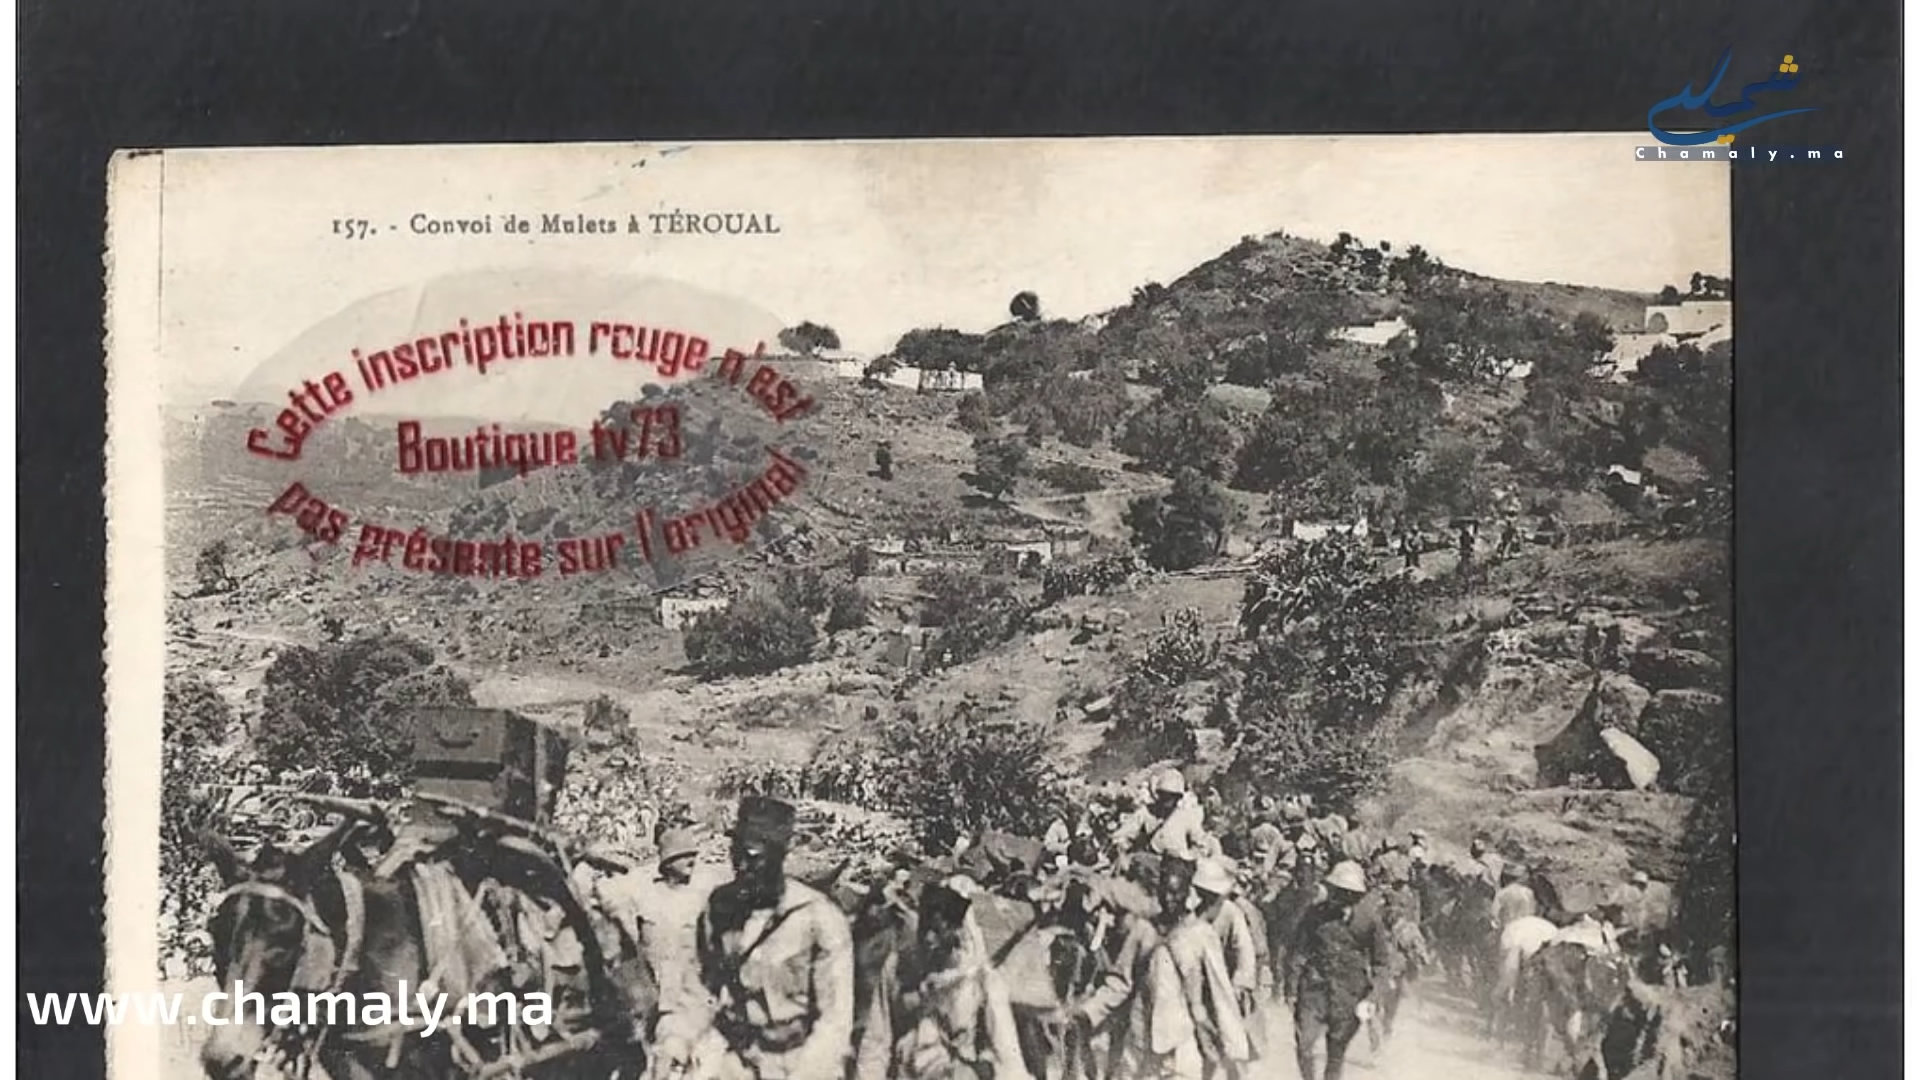 شمالي
Chamaly.ma
157. - Convoi de Mulets à TÉROUAL
Cette inscription rouge n'est
Boutique tv73
pas présente sur l'original
www.chamaly.ma